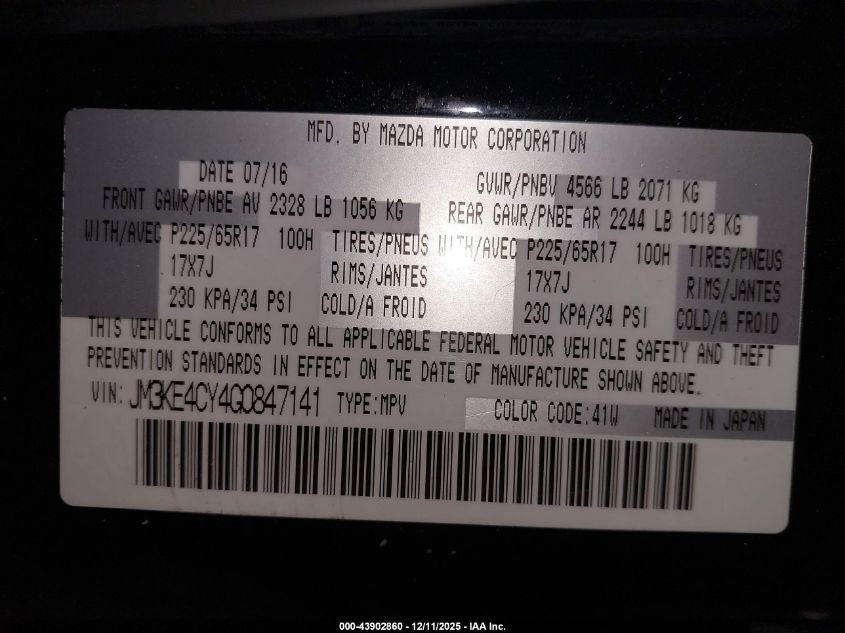 MFD. BY MAZDA MOTOR CORPORATION
DATE 07/16 GVWR/PNBV 4566 LB 2071 KG
FRONT GAWR/PNBE AV 2328 LB 1056 KG REAR GAWR/PNBE AR 2244 LB 1018 KG
WITH/AVEC P225/65R17 100H TIRES/PNEUS WITH/AVEC P225/65R17 100H TIRES/PNEUS
17X7J RIMS/JANTES 17X7J RIMS/JANTES
230 KPA/34 PSI COLD/A FROID 230 KPA/34 PSI COLD/A FROID
THIS VEHICLE CONFORMS TO ALL APPLICABLE FEDERAL MOTOR VEHICLE SAFETY AND THEFT
PREVENTION STANDARDS IN EFFECT ON THE DATE OF MANUFACTURE SHOWN ABOVE.
VIN: JM3KE4CY4G0847141 TYPE:MPV COLOR CODE:41W MADE IN JAPAN
000-43902860 - 12/11/2025 - IAA Inc.